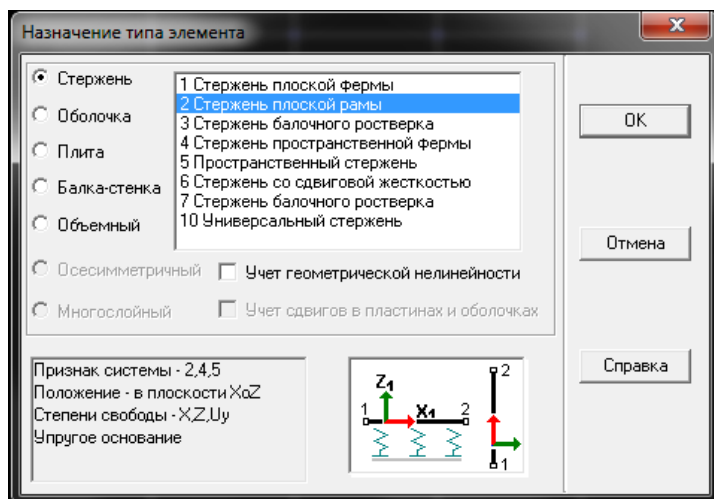 Назначение типа элемента
Стержень
Оболочка
Плита
Балка-стенка
Объемный
Осесимметричный
Многослойный
1 Стержень плоской фермы
2 Стержень плоской рамы
3 Стержень балочного ростверка
4 Стержень пространственной фермы
5 Пространственный стержень
6 Стержень со сдвиговой жесткостью
7 Стержень балочного ростверка
10 Универсальный стержень
Учет геометрической нелинейности
Учет сдвигов в пластинах и оболочках
OK
Отмена
Справка
Признак системы - 2,4,5
Положение - в плоскости XoZ
Степени свободы - X,Z,Uy
Упругое основание
Z1
1 X1 2
2
1